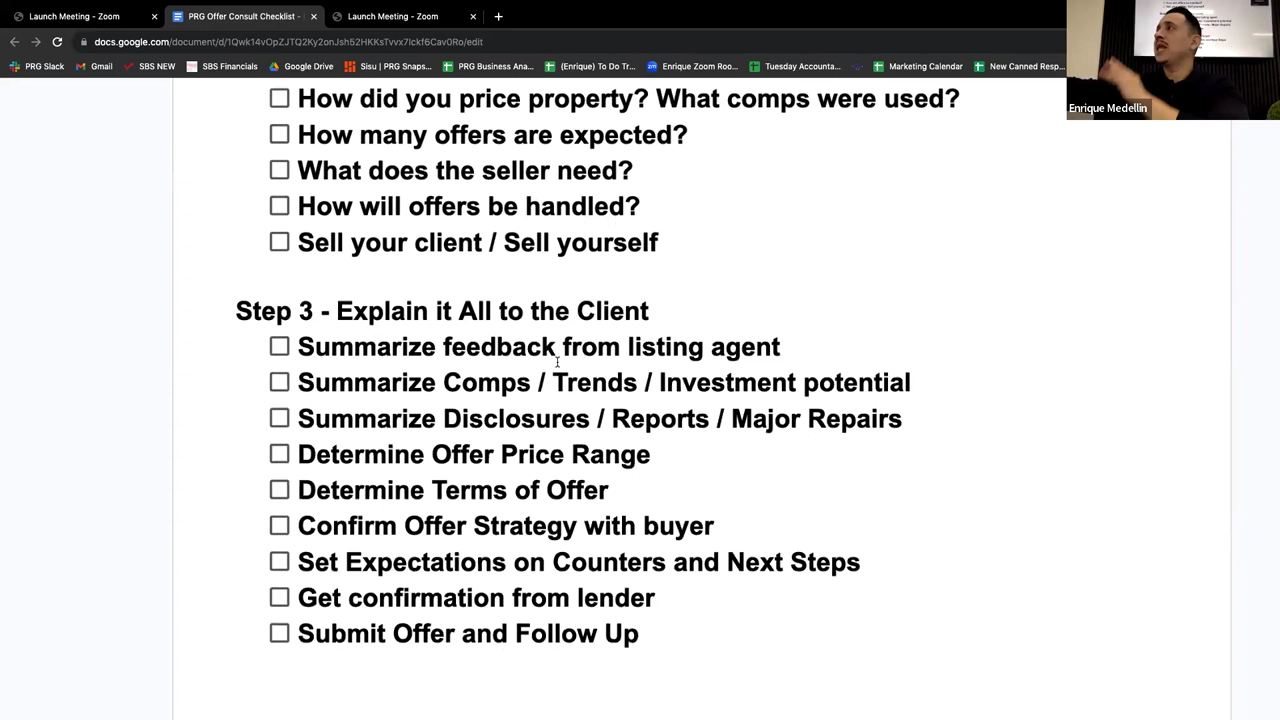 Launch Meeting - Zoom
PRG Offer Consult Checklist -
Launch Meeting - Zoom
docs.google.com/document/d/1Qwk14vOpZJTQ2Ky2onJsh52HKKsTvvx7lckf6Cav0Ro/edit
PRG Slack
Gmail
SBS NEW
SBS Financials
Google Drive
Sisu | PRG Snaps...
PRG Business Ana...
(Enrique) To Do Tr...
Enrique Zoom Roo...
Tuesday Accounta...
Marketing Calendar
New Canned Resp...
Enrique Medellin
How did you price property? What comps were used?
How many offers are expected?
What does the seller need?
How will offers be handled?
Sell your client / Sell yourself
Step 3 - Explain it All to the Client
Summarize feedback from listing agent
Summarize Comps / Trends / Investment potential
Summarize Disclosures / Reports / Major Repairs
Determine Offer Price Range
Determine Terms of Offer
Confirm Offer Strategy with buyer
Set Expectations on Counters and Next Steps
Get confirmation from lender
Submit Offer and Follow Up